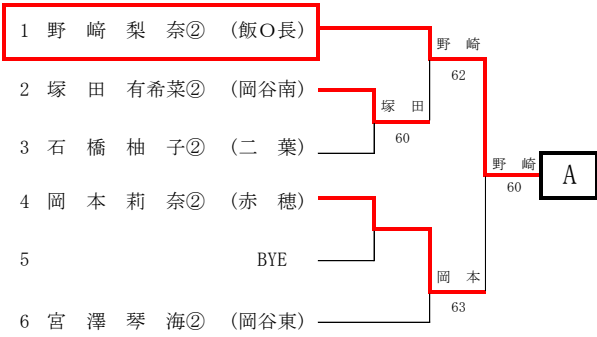 1 野 﨑 梨 奈② (飯O長)
野 崎
62
2 塚 田 有希菜② (岡谷南)
塚 田
60
3 石 橋 柚 子② (二 葉)
野 崎
60
A
4 岡 本 莉 奈② (赤 穂)
5 BYE
岡 本
63
6 宮 澤 琴 海② (岡谷東)